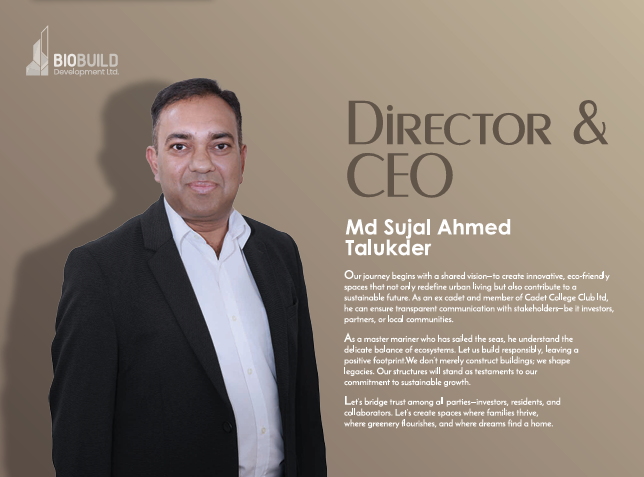 BIOBUILD
Development Ltd.
DiRECTOR &
CEO
Md Sujal Ahmed
Talukder
Our journey begins with a shared vision—to create innovative, eco-friendly
spaces that not only redefine urban living but also contribute to a
sustainable future. As an ex cadet and member of Cadet College Club ltd,
he can ensure transparent communication with stakeholders—be it investors,
partners, or local communities.
As a master mariner who has sailed the seas, he understand the
delicate balance of ecosystems. Let us build responsibly, leaving a
positive footprint.We don't merely construct buildings; we shape
legacies. Our structures will stand as testaments to our
commitment to sustainable growth.
Let's bridge trust among all parties—investors, residents, and
collaborators. Let's create spaces where families thrive,
where greenery flourishes, and where dreams find a home.